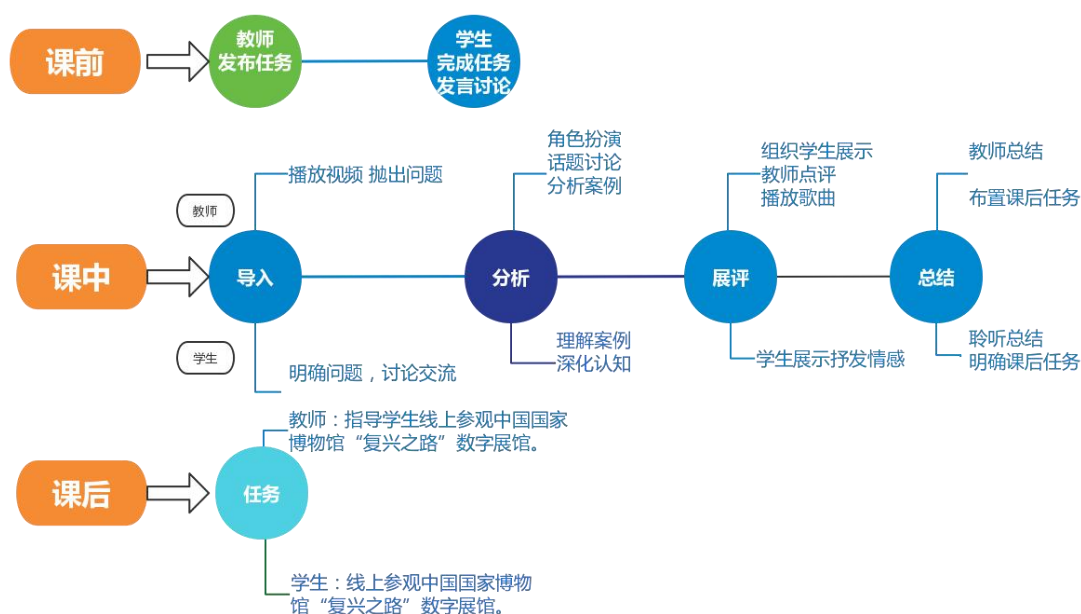 课前
教师
发布任务
学生
完成任务
发言讨论
播放视频 抛出问题
角色扮演
话题讨论
分析案例
组织学生展示
教师点评
播放歌曲
教师总结
布置课后任务
教师
课中
导入
分析
展评
总结
学生
明确问题，讨论交流
理解案例
深化认知
学生展示抒发情感
聆听总结
明确课后任务
教师：指导学生线上参观中国国家
博物馆“复兴之路”数字展馆。
课后
任务
学生：线上参观中国国家博物
馆“复兴之路”数字展馆。